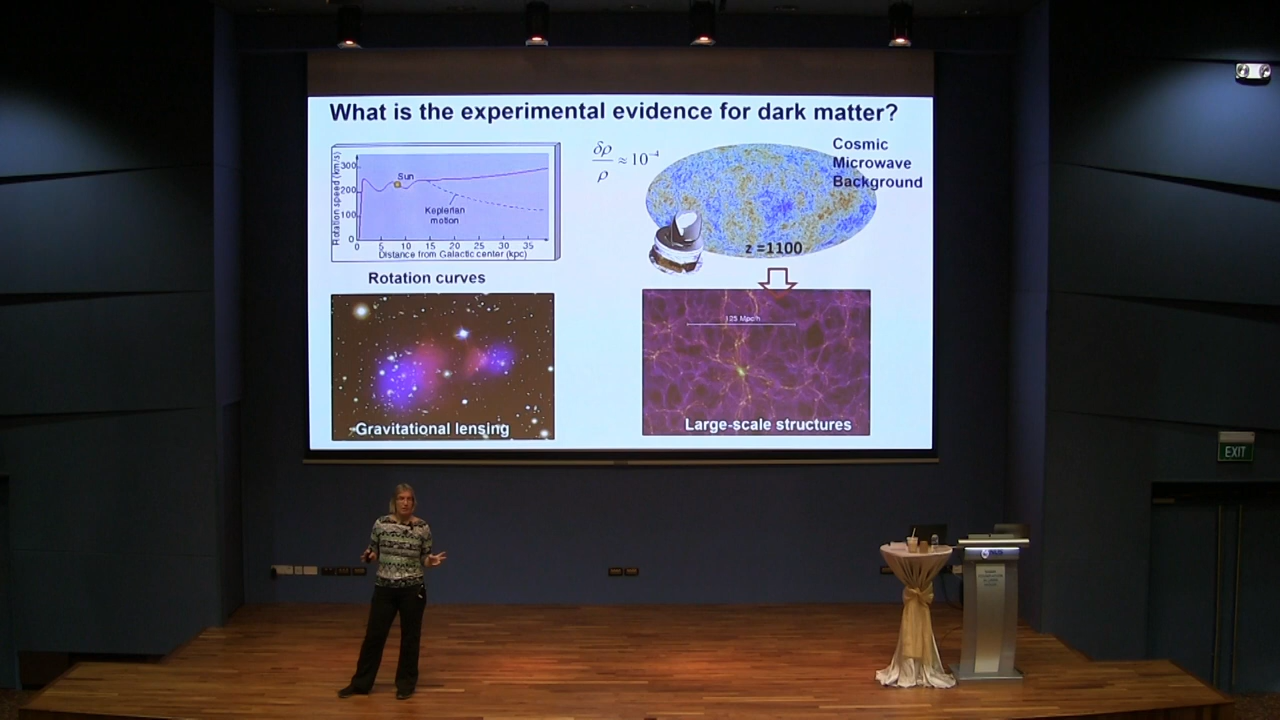 What is the experimental evidence for dark matter?
Rotation speed (km/s)
300
200
100
0
Sun
Keplerian
motion
0 5 10 15 20 25 30 35
Distance from Galactic center (kpc)
Rotation curves
δρ
ρ
≈ 10⁻⁴
Cosmic
Microwave
Background
z =1100
Gravitational lensing
125 Mpc/h
Large-scale structures
EXIT
NUS